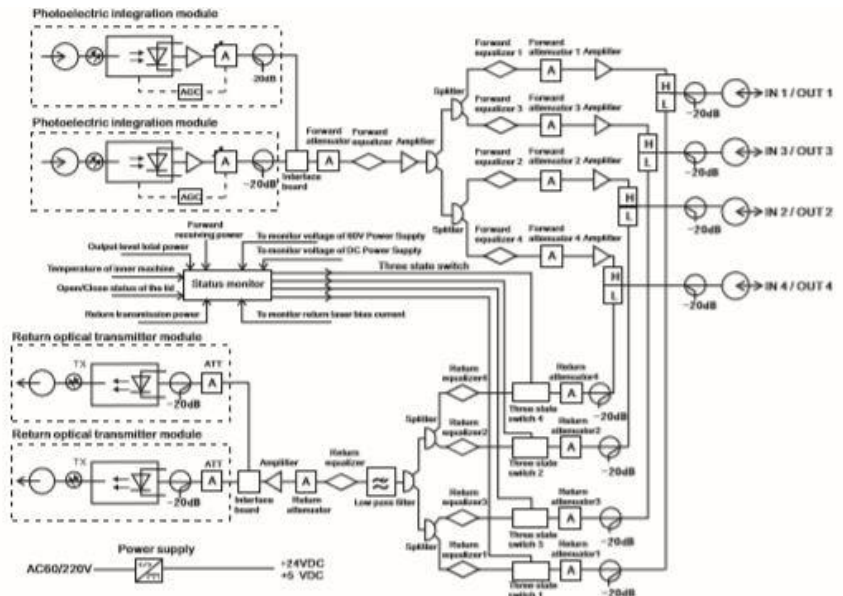 Photoelectric integration module
AGC
-20dB
A
Photoelectric integration module
AGC
-20dB
A
Interface
board
Forward
attenuator
A
Forward
equalizer
Amplifier
Splitter
Splitter
Forward
equalizer 1
Forward
attenuator 1
Amplifier
A
Forward
equalizer 3
Forward
attenuator 3
Amplifier
A
Forward
equalizer 2
Forward
attenuator 2
Amplifier
A
Forward
equalizer 4
Forward
attenuator 4
Amplifier
A
H
L
-20dB
IN 1 / OUT 1
H
L
-20dB
IN 3 / OUT 3
H
L
-20dB
IN 2 / OUT 2
H
L
-20dB
IN 4 / OUT 4
Forward
receiving power
Output level total power
To monitor voltage of 60V Power Supply
To monitor voltage of DC Power Supply
Temperature of inner machine
Open/Close status of the lid
Status monitor
Three state switch
Return transmission power
To monitor return laser bias current
Return optical transmitter module
TX
ATT
-20dB
A
Return optical transmitter module
TX
ATT
-20dB
A
Interface
board
Amplifier
A
Return
attenuator
Return
equalizer
Low pass filter
Splitter
Splitter
Return
equalizer4
Three state
switch 4
Return
attenuator4
A
-20dB
Return
equalizer2
Three state
switch 2
Return
attenuator2
A
-20dB
Return
equalizer3
Three state
switch 3
Return
attenuator3
A
-20dB
Return
equalizer1
Three state
switch 1
Return
attenuator1
A
-20dB
Power supply
AC60/220V
+24VDC
+5 VDC